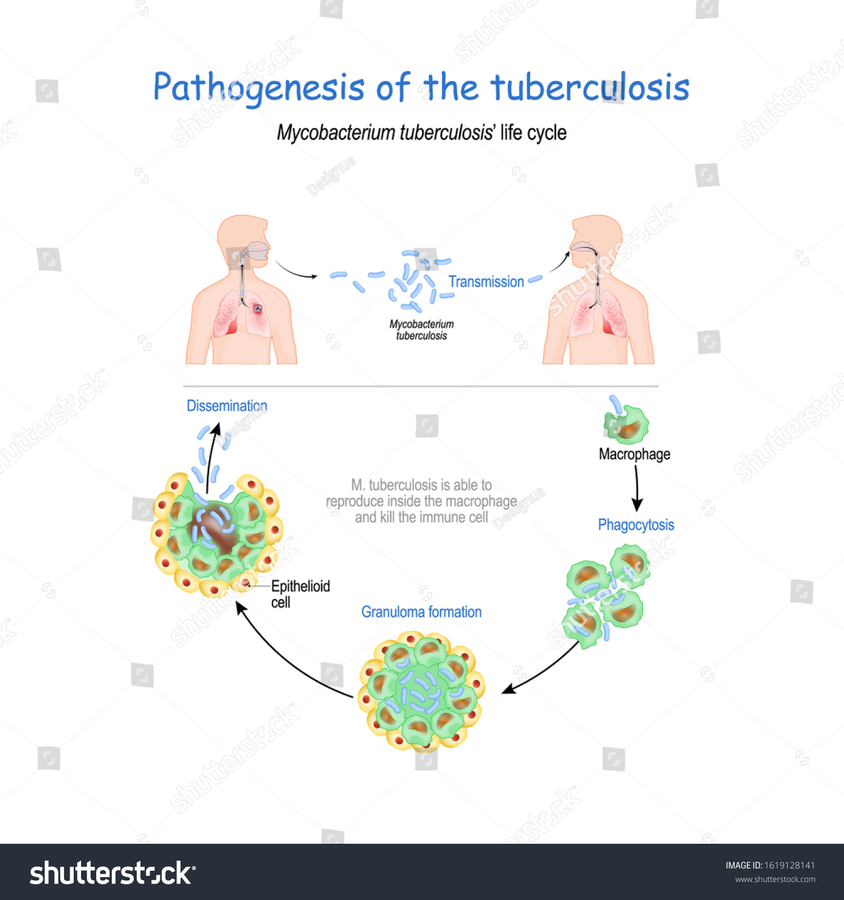 Pathogenesis of the tuberculosis
Mycobacterium tuberculosis' life cycle
Transmission
Mycobacterium
tuberculosis
Dissemination
Macrophage
M. tuberculosis is able to
reproduce inside the macrophage
and kill the immune cell
Phagocytosis
Epithelioid
cell
Granuloma formation
shutterstock
Designua
shutterstock®
IMAGE ID: 1619128141
www.shutterstock.com